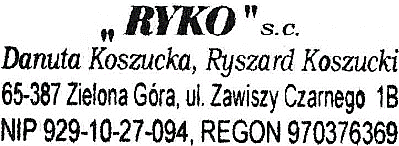 „RYKO" s.c.
Danuta Koszucka, Ryszard Koszucki
65-387 Zielona Góra, ul. Zawiszy Czarnego 1B
NIP 929-10-27-094, REGON 970376369